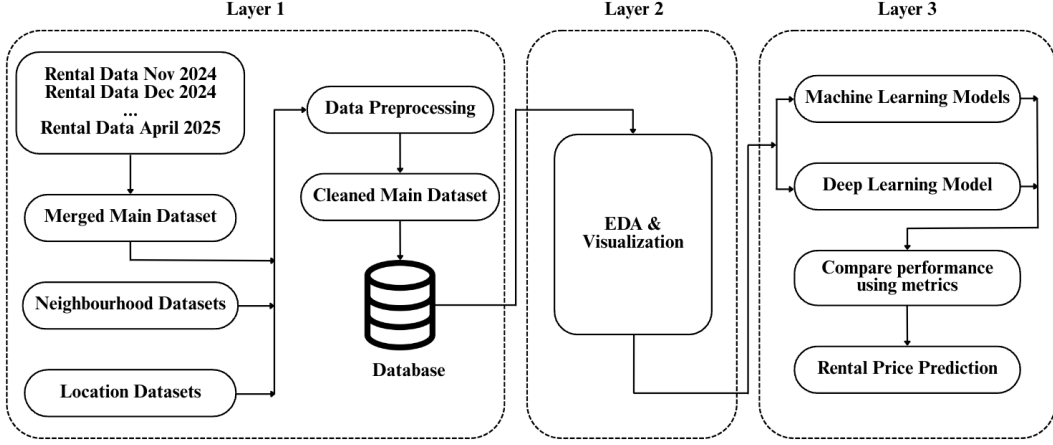 Layer 1
Rental Data Nov 2024
Rental Data Dec 2024
...
Rental Data April 2025
Merged Main Dataset
Neighbourhood Datasets
Location Datasets
Data Preprocessing
Cleaned Main Dataset
Database
Layer 2
EDA &
Visualization
Layer 3
Machine Learning Models
Deep Learning Model
Compare performance
using metrics
Rental Price Prediction